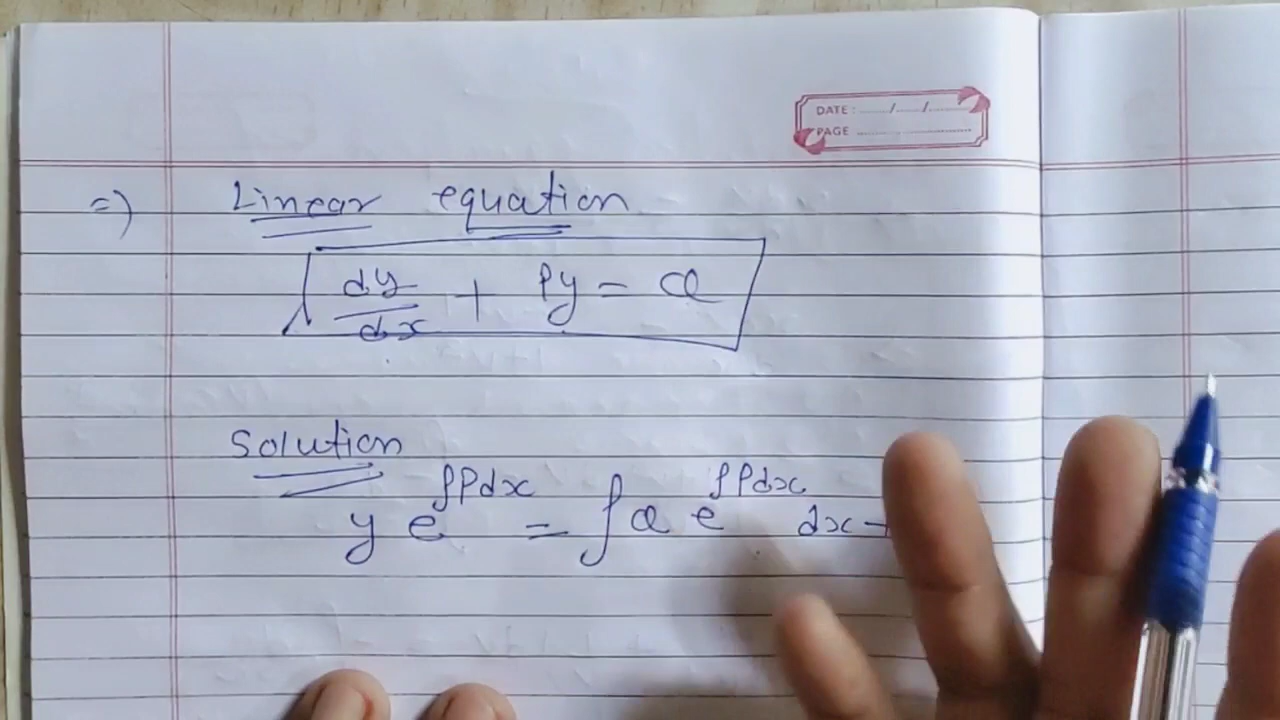 DATE : ....../....../............
PAGE ..............................
=) Linear equation
dy/dx + Py = Q
Solution
y e^∫Pdx = ∫ Q e^∫Pdx dx +